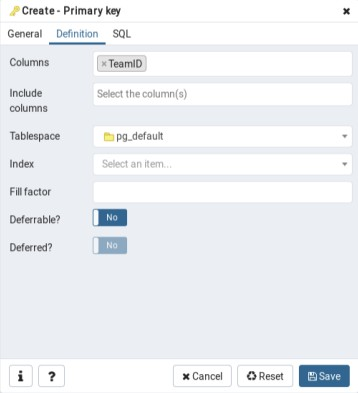 Create - Primary key
General Definition SQL
Columns × TeamID
Include columns Select the column(s)
Tablespace pg_default
Index Select an item...
Fill factor
Deferrable? No
Deferred? No
i ? Cancel Reset Save